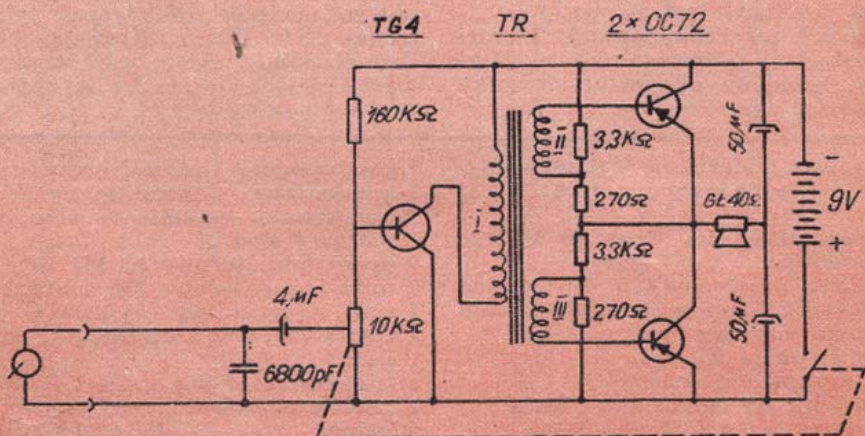 TG4 TR 2×OC72
160KΩ
II 3,3KΩ
50µF
-
I
270Ω
Gł.40Ω
9V
3,3KΩ
+
4µF
10KΩ
III 270Ω
50µF
6800pF